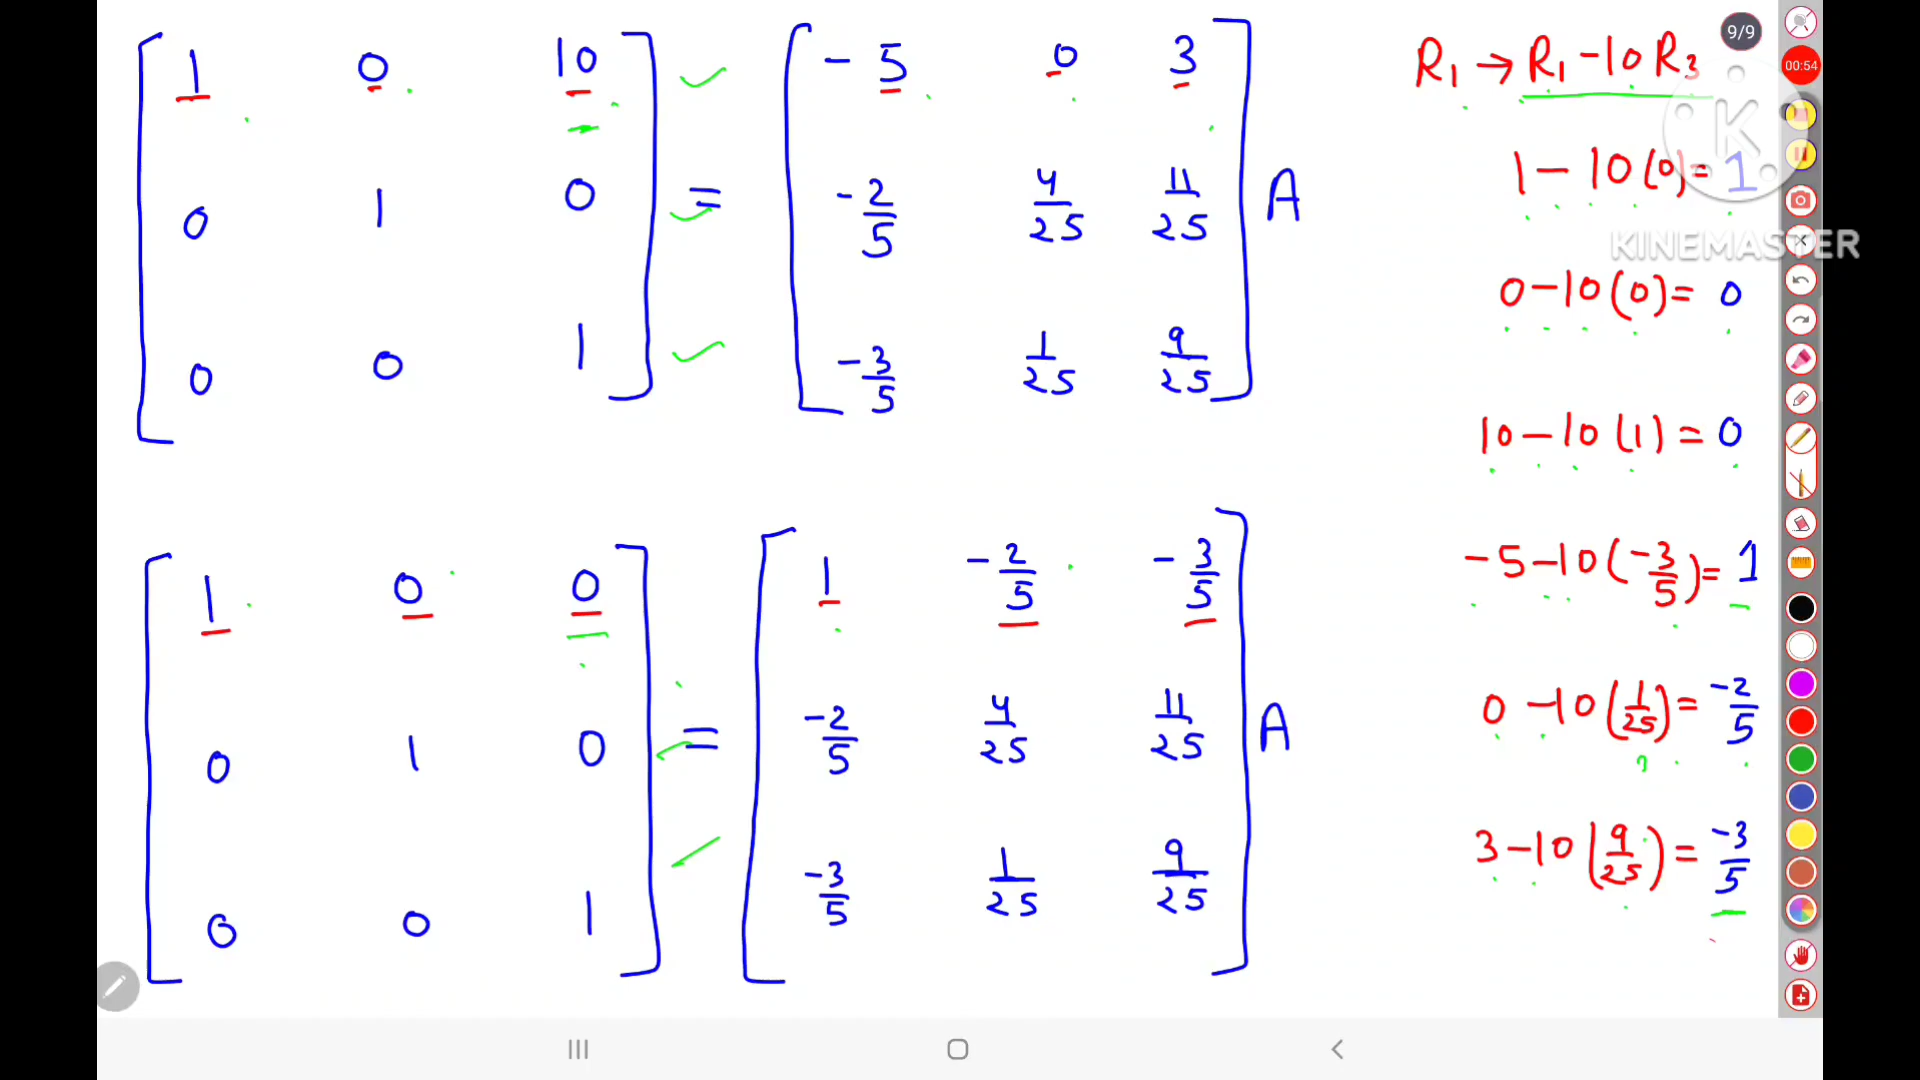 9/9
00:54
1 0 10
0 1 0
0 0 1
=
- 5 0 3
-2/5 4/25 11/25
-3/5 1/25 9/25
A
1 0 0
0 1 0
0 0 1
=
1 -2/5 -3/5
-2/5 4/25 11/25
-3/5 1/25 9/25
A
R₁ → R₁ - 10 R₃
1 - 10 (0) = 1
0 - 10 (0) = 0
10 - 10 (1) = 0
-5 - 10 (-3/5) = 1
0 - 10 (1/25) = -2/5
3 - 10 (9/25) = -3/5
K
KINEMASTER